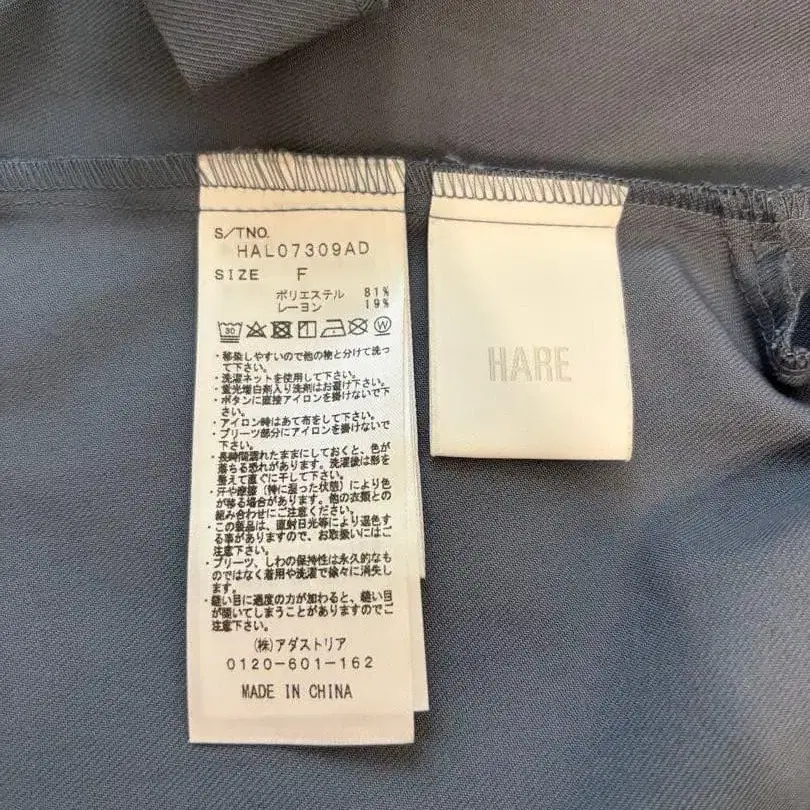 S/TNO.
HAL07309AD
SIZE F
ポリエステル 81%
レーヨン 19%
30 W
・移染しやすいので他の物と分けて洗っ
て下さい。
・洗濯ネットを使用して下さい。
・蛍光増白剤入り洗剤はお避け下さい。
・ボタンに直接アイロンを掛けないで下
さい。
・アイロン時はあて布をして下さい。
・プリーツ部分にアイロンを掛けないで
下さい。
・長時間濡れたままにしておくと、色が
落ちる恐れがあります。洗濯後は形を
整えて直ぐに干して下さい。
・汗や摩擦（特に湿った状態）により色
が移る場合があります。他の衣類との
組み合わせにご注意ください。
・この製品は、直射日光等により退色す
る事がありますので、お取扱いにはご
注意下さい。
・プリーツ、しわの保持性は永久的なも
のではなく着用や洗濯で徐々に消失し
ます。
・縫い目に過度の力が加わると、縫い目
が開いてしまうことがありますのでご
注意下さい。
(株)アダストリア
0120-601-162
MADE IN CHINA
HARE